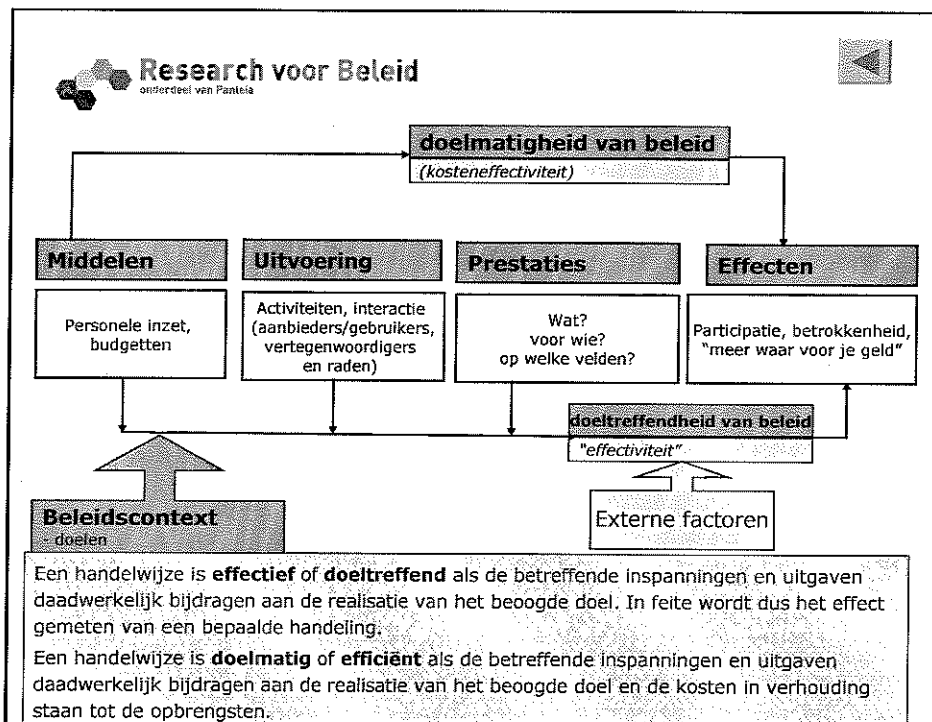 Research voor Beleid
onderdeel van Panteia
doelmatigheid van beleid
(kosteneffectiviteit)
Middelen
Personele inzet,
budgetten
Uitvoering
Activiteiten, interactie
(aanbieders/gebruikers,
vertegenwoordigers
en raden)
Prestaties
Wat?
voor wie?
op welke velden?
Effecten
Participatie, betrokkenheid,
"meer waar voor je geld"
doeltreffendheid van beleid
"effectiviteit"
Beleidscontext
- doelen
Externe factoren
Een handelwijze is effectief of doeltreffend als de betreffende inspanningen en uitgaven
daadwerkelijk bijdragen aan de realisatie van het beoogde doel. In feite wordt dus het effect
gemeten van een bepaalde handeling.
Een handelwijze is doelmatig of efficiënt als de betreffende inspanningen en uitgaven
daadwerkelijk bijdragen aan de realisatie van het beoogde doel en de kosten in verhouding
staan tot de opbrengsten.